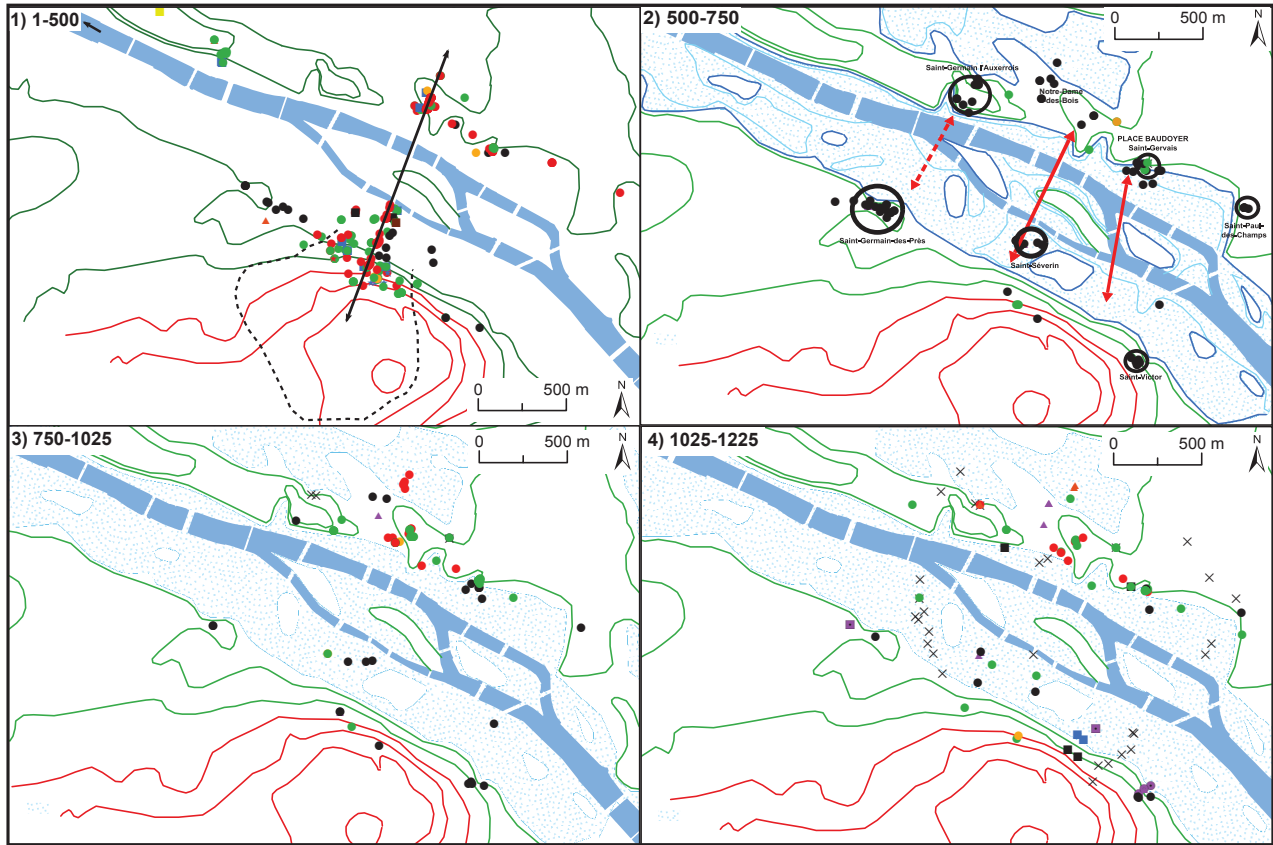 1) 1-500
0 500 m
N
2) 500-750
0 500 m
N
Saint-Germain l'Auxerrois
Notre-Dame
des-Bois
PLACE BAUDOYER
Saint-Gervais
Saint-Paul-
des-Champs
Saint-Germain-des-Près
Saint-Séverin
Saint-Victor
3) 750-1025
0 500 m
N
4) 1025-1225
0 500 m
N